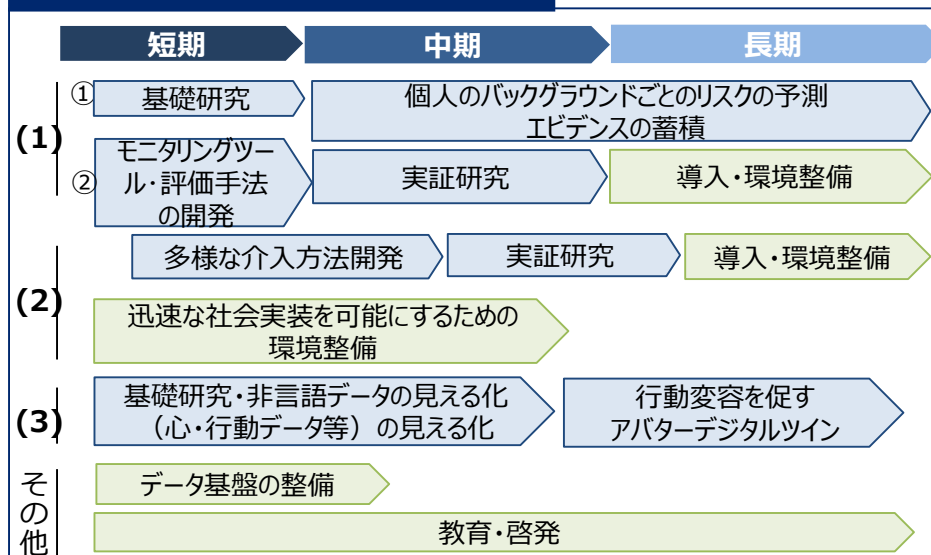 短期
中期
長期
(1)
①
基礎研究
個人のバックグラウンドごとのリスクの予測
エビデンスの蓄積
②
モニタリングツー
ル・評価手法
の開発
実証研究
導入・環境整備
(2)
多様な介入方法開発
実証研究
導入・環境整備
迅速な社会実装を可能にするための
環境整備
(3)
基礎研究・非言語データの見える化
（心・行動データ等）の見える化
行動変容を促す
アバターデジタルツイン
その他
データ基盤の整備
教育・啓発